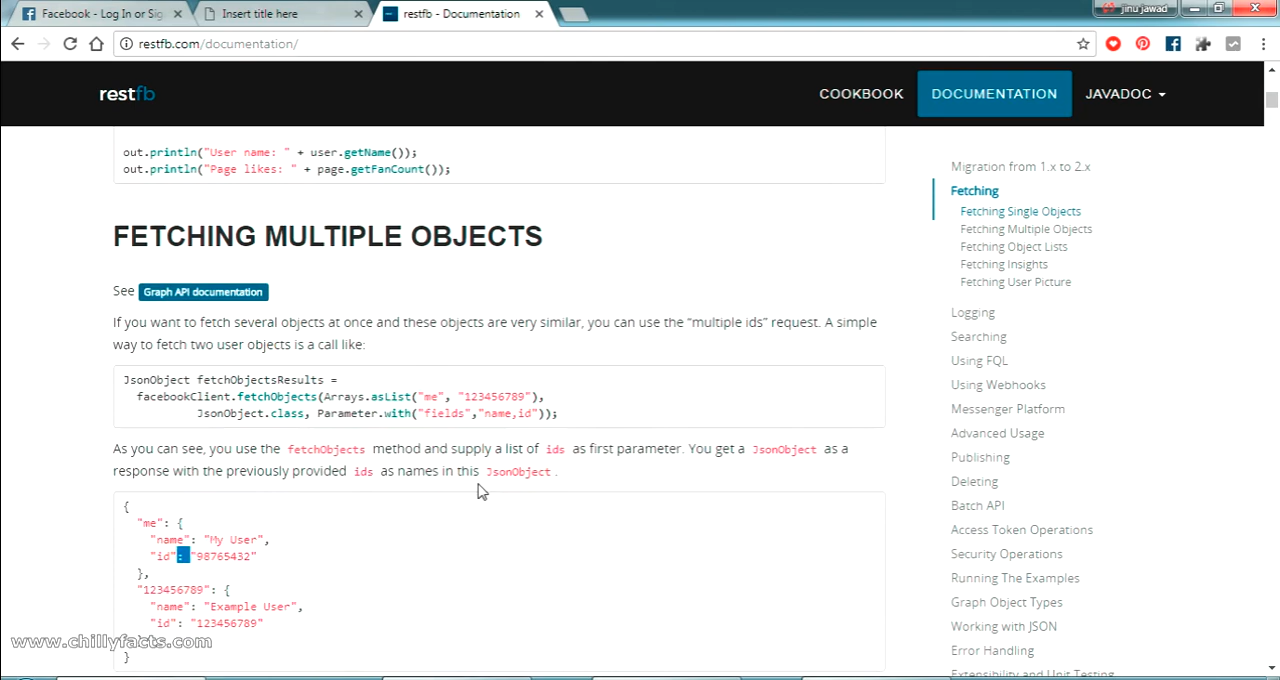 Facebook - Log In or Sig
Insert title here
restfb - Documentation
jinu jawad
restfb.com/documentation/
restfb
COOKBOOK
DOCUMENTATION
JAVADOC
out.println("User name: " + user.getName());
out.println("Page likes: " + page.getFanCount());
FETCHING MULTIPLE OBJECTS
See Graph API documentation
If you want to fetch several objects at once and these objects are very similar, you can use the “multiple ids” request. A simple
way to fetch two user objects is a call like:
JsonObject fetchObjectsResults =
facebookClient.fetchObjects(Arrays.asList("me", "123456789"),
JsonObject.class, Parameter.with("fields","name,id"));
As you can see, you use the fetchObjects method and supply a list of ids as first parameter. You get a JsonObject as a
response with the previously provided ids as names in this JsonObject.
{
"me": {
"name": "My User",
"id": "98765432"
},
"123456789": {
"name": "Example User",
"id": "123456789"
}
www.chillyfacts.com
Migration from 1.x to 2.x
Fetching
Fetching Single Objects
Fetching Multiple Objects
Fetching Object Lists
Fetching Insights
Fetching User Picture
Logging
Searching
Using FQL
Using Webhooks
Messenger Platform
Advanced Usage
Publishing
Deleting
Batch API
Access Token Operations
Security Operations
Running The Examples
Graph Object Types
Working with JSON
Error Handling
Extensibility and Unit Testing